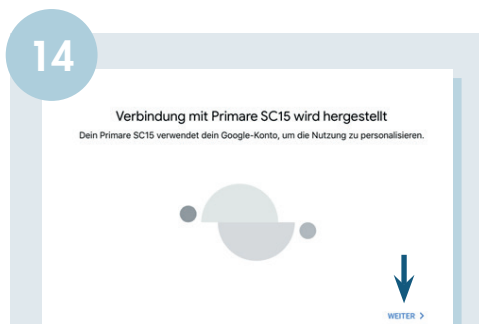 14
Verbindung mit Primare SC15 wird hergestellt
Dein Primare SC15 verwendet dein Google-Konto, um die Nutzung zu personalisieren.
WEITER >